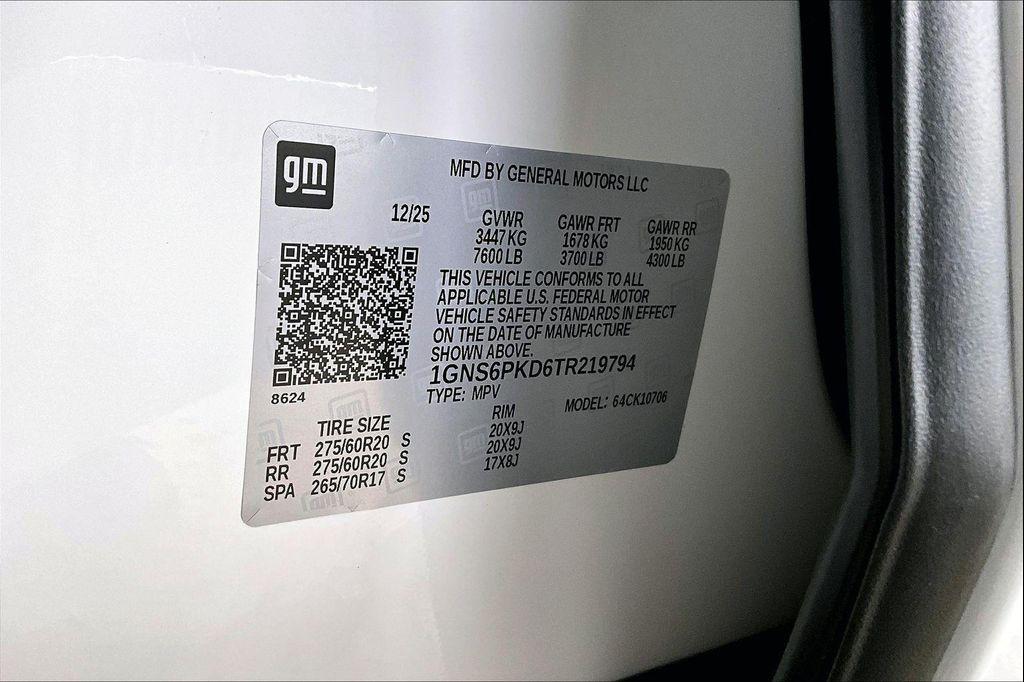 gm
MFD BY GENERAL MOTORS LLC
12/25
GVWR GAWR FRT GAWR RR
3447 KG 1678 KG 1950 KG
7600 LB 3700 LB 4300 LB
THIS VEHICLE CONFORMS TO ALL
APPLICABLE U.S. FEDERAL MOTOR
VEHICLE SAFETY STANDARDS IN EFFECT
ON THE DATE OF MANUFACTURE
SHOWN ABOVE.
1GNS6PKD6TR219794
8624
TYPE: MPV MODEL: 64CK10706
TIRE SIZE RIM
FRT 275/60R20 S 20X9J
RR 275/60R20 S 20X9J
SPA 265/70R17 S 17X8J